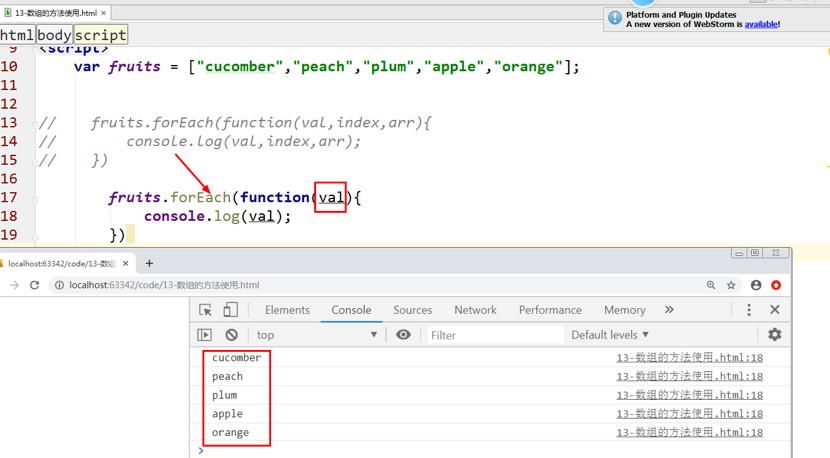 13-数组的方法使用.html
Platform and Plugin Updates
A new version of WebStorm is available!
html body script
9 <script>
10 var fruits = ["cucomber","peach","plum","apple","orange"];
11
12
13 // fruits.forEach(function(val,index,arr){
14 // console.log(val,index,arr);
15 // })
16
17 fruits.forEach(function(val){
18 console.log(val);
19 })
localhost:63342/code/13-数组
localhost:63342/code/13-数组的方法使用.html
Elements Console Sources Network Performance Memory
top Filter Default levels
cucomber 13-数组的方法使用.html:18
peach 13-数组的方法使用.html:18
plum 13-数组的方法使用.html:18
apple 13-数组的方法使用.html:18
orange 13-数组的方法使用.html:18